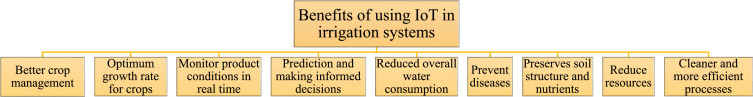 Benefits of using IoT in
irrigation systems
Better crop
management
Optimum
growth rate
for crops
Monitor product
conditions in
real time
Prediction and
making informed
decisions
Reduced overall
water
consumption
Prevent
diseases
Preserves soil
structure and
nutrients
Reduce
resources
Cleaner and
more efficient
processes